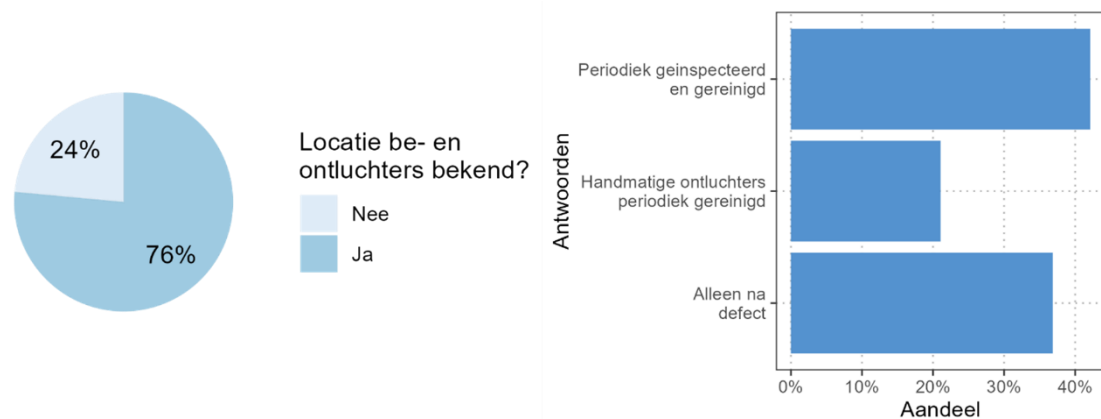 24%
76%
Locatie be- en
ontluchters bekend?
Nee
Ja
Antwoorden
Periodiek geinspecteerd
en gereinigd
Handmatige ontluchters
periodiek gereinigd
Alleen na
defect
0% 10% 20% 30% 40%
Aandeel